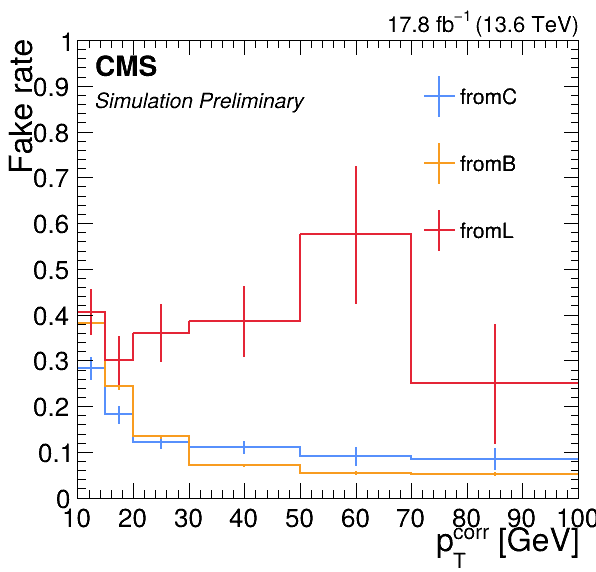 17.8 fb⁻¹ (13.6 TeV)
CMS
Simulation Preliminary
Fake rate
fromC
fromB
fromL
1
0.9
0.8
0.7
0.6
0.5
0.4
0.3
0.2
0.1
0
10 20 30 40 50 60 70 80 90 100
p_T^corr [GeV]